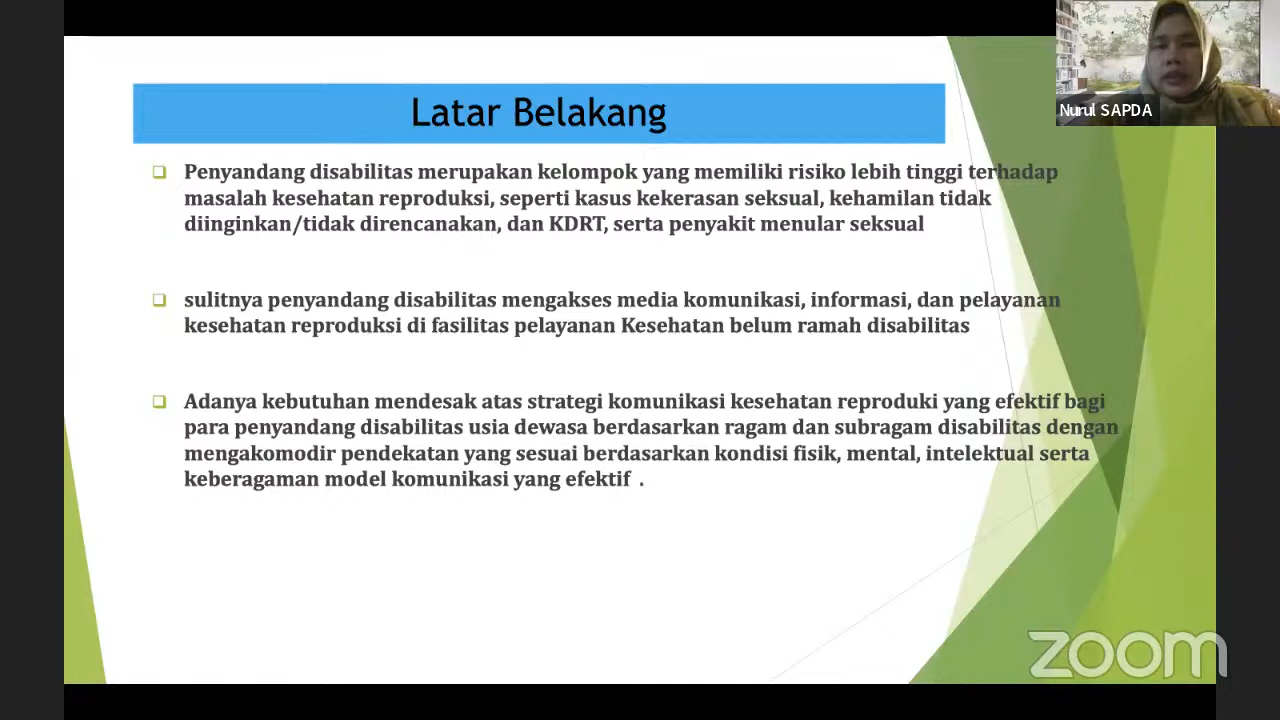 Latar Belakang
Nurul SAPDA
Penyandang disabilitas merupakan kelompok yang memiliki risiko lebih tinggi terhadap
masalah kesehatan reproduksi, seperti kasus kekerasan seksual, kehamilan tidak
diinginkan/tidak direncanakan, dan KDRT, serta penyakit menular seksual
sulitnya penyandang disabilitas mengakses media komunikasi, informasi, dan pelayanan
kesehatan reproduksi di fasilitas pelayanan Kesehatan belum ramah disabilitas
Adanya kebutuhan mendesak atas strategi komunikasi kesehatan reproduki yang efektif bagi
para penyandang disabilitas usia dewasa berdasarkan ragam dan subragam disabilitas dengan
mengakomodir pendekatan yang sesuai berdasarkan kondisi fisik, mental, intelektual serta
keberagaman model komunikasi yang efektif .
zoom